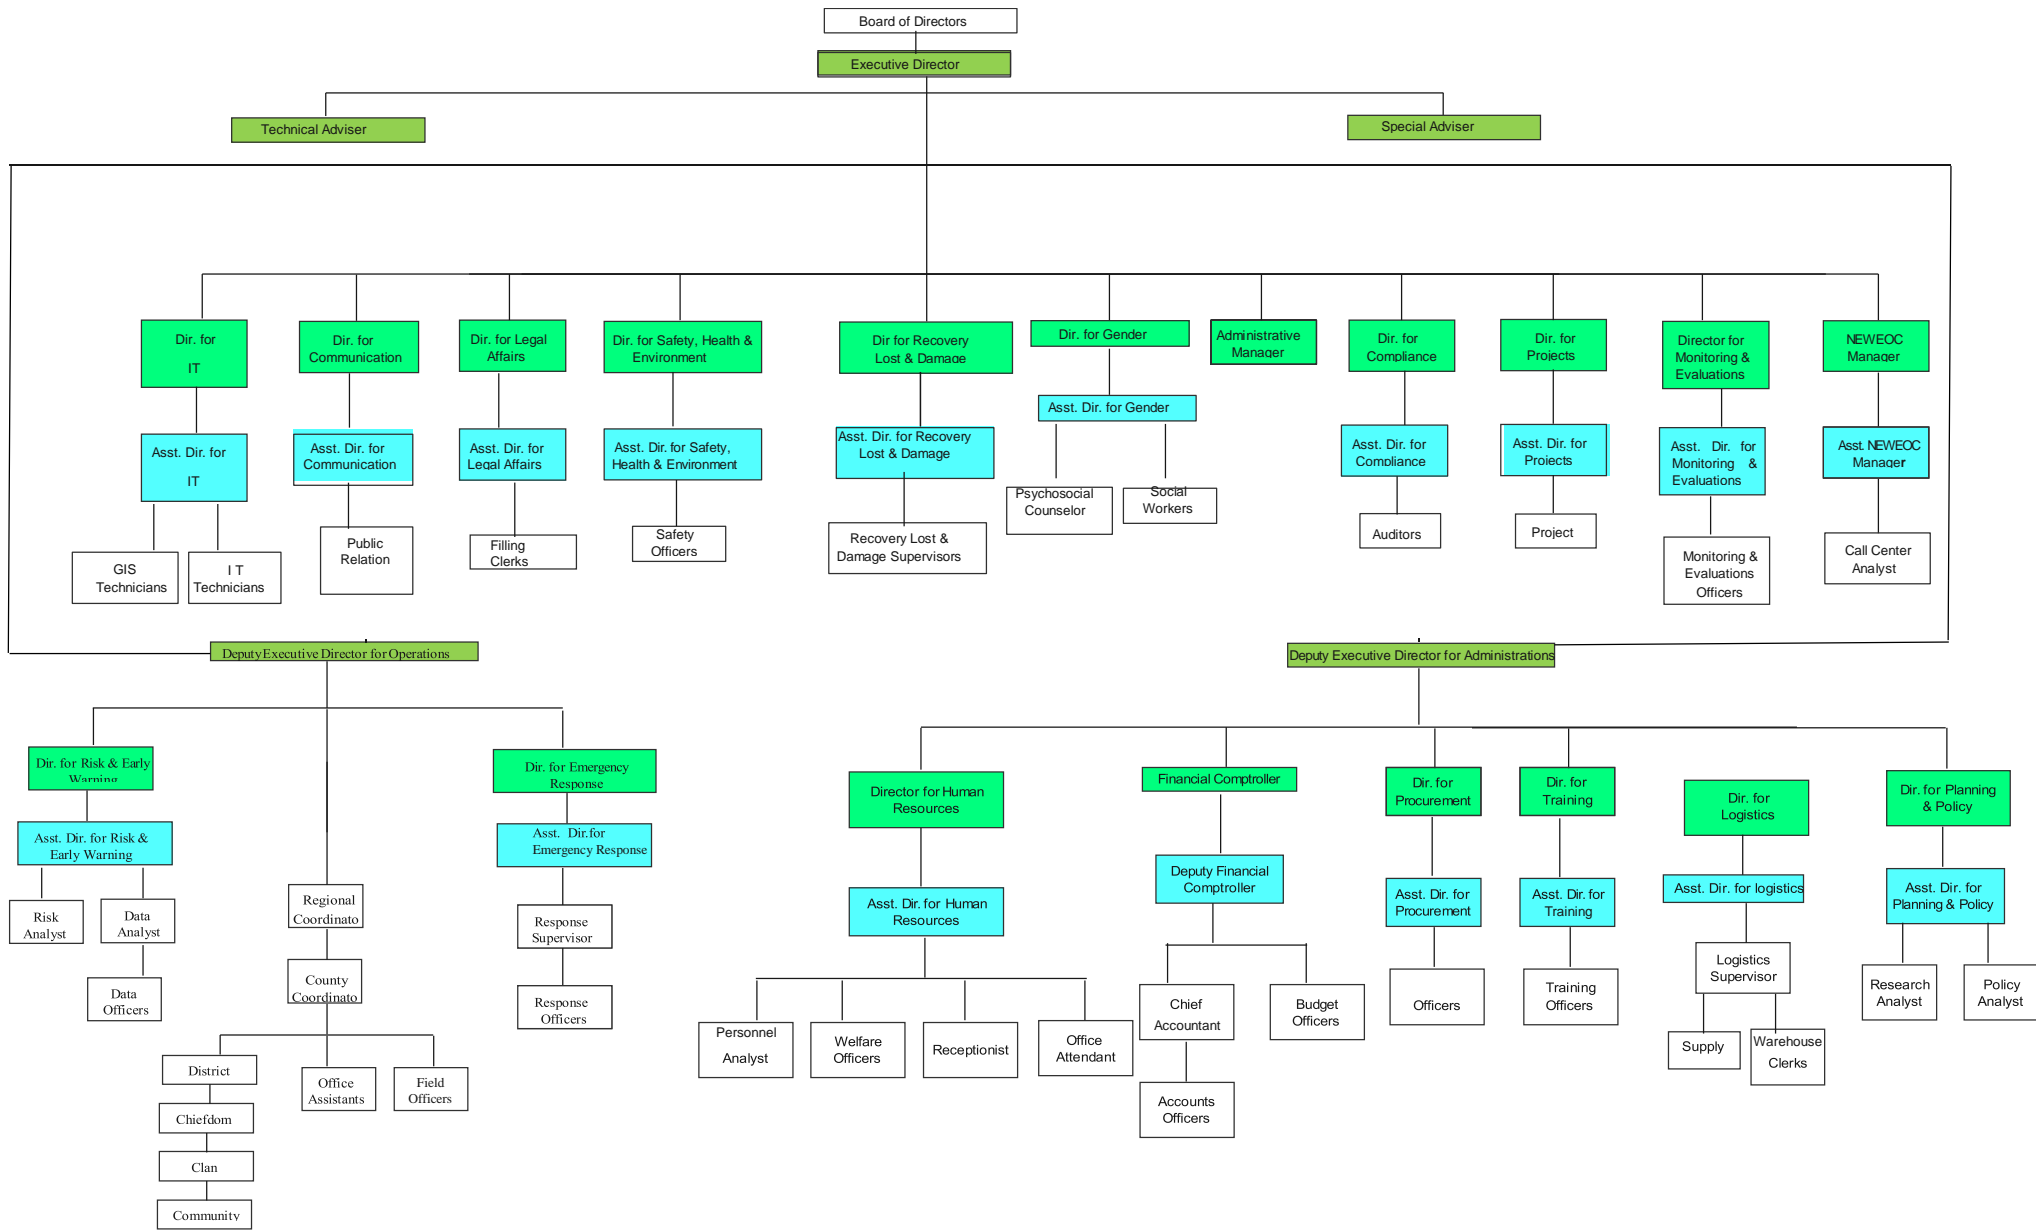 Board of Directors
Executive Director
Technical Adviser
Special Adviser
Dir. for
IT
Dir. for
Communication
Dir. for Legal
Affairs
Dir. for Safety, Health &
Environment
Dir for Recovery
Lost & Damage
Dir. for Gender
Administrative
Manager
Dir. for
Compliance
Dir. for
Projects
Director for
Monitoring &
Evaluations
NEWEOC
Manager
Asst. Dir. for
IT
Asst. Dir. for
Communication
Asst. Dir. for
Legal Affairs
Asst. Dir. for Safety,
Health & Environment
Asst. Dir. for Recovery
Lost & Damage
Asst. Dir. for Gender
Asst. Dir. for
Compliance
Asst. Dir. for
Projects
Asst. Dir. for
Monitoring &
Evaluations
Asst. NEWEOC
Manager
GIS
Technicians
I T
Technicians
Public
Relation
Filling
Clerks
Safety
Officers
Recovery Lost &
Damage Supervisors
Psychosocial
Counselor
Social
Workers
Auditors
Project
Monitoring &
Evaluations
Officers
Call Center
Analyst
Deputy Executive Director for Operations
Deputy Executive Director for Administrations
Dir. for Risk & Early
Warning
Dir. for Emergency
Response
Asst. Dir. for Risk &
Early Warning
Asst. Dir.for
Emergency Response
Risk
Analyst
Data
Analyst
Data
Officers
Regional
Coordinato
County
Coordinato
Response
Supervisor
Response
Officers
District
Chiefdom
Clan
Community
Office
Assistants
Field
Officers
Director for Human
Resources
Financial Comptroller
Dir. for
Procurement
Dir. for
Training
Dir. for
Logistics
Dir. for Planning
& Policy
Asst. Dir. for Human
Resources
Deputy Financial
Comptroller
Asst. Dir. for
Procurement
Asst. Dir. for
Training
Asst. Dir. for logistics
Asst. Dir. for
Planning & Policy
Personnel
Analyst
Welfare
Officers
Receptionist
Office
Attendant
Chief
Accountant
Budget
Officers
Accounts
Officers
Officers
Training
Officers
Logistics
Supervisor
Supply
Warehouse
Clerks
Research
Analyst
Policy
Analyst